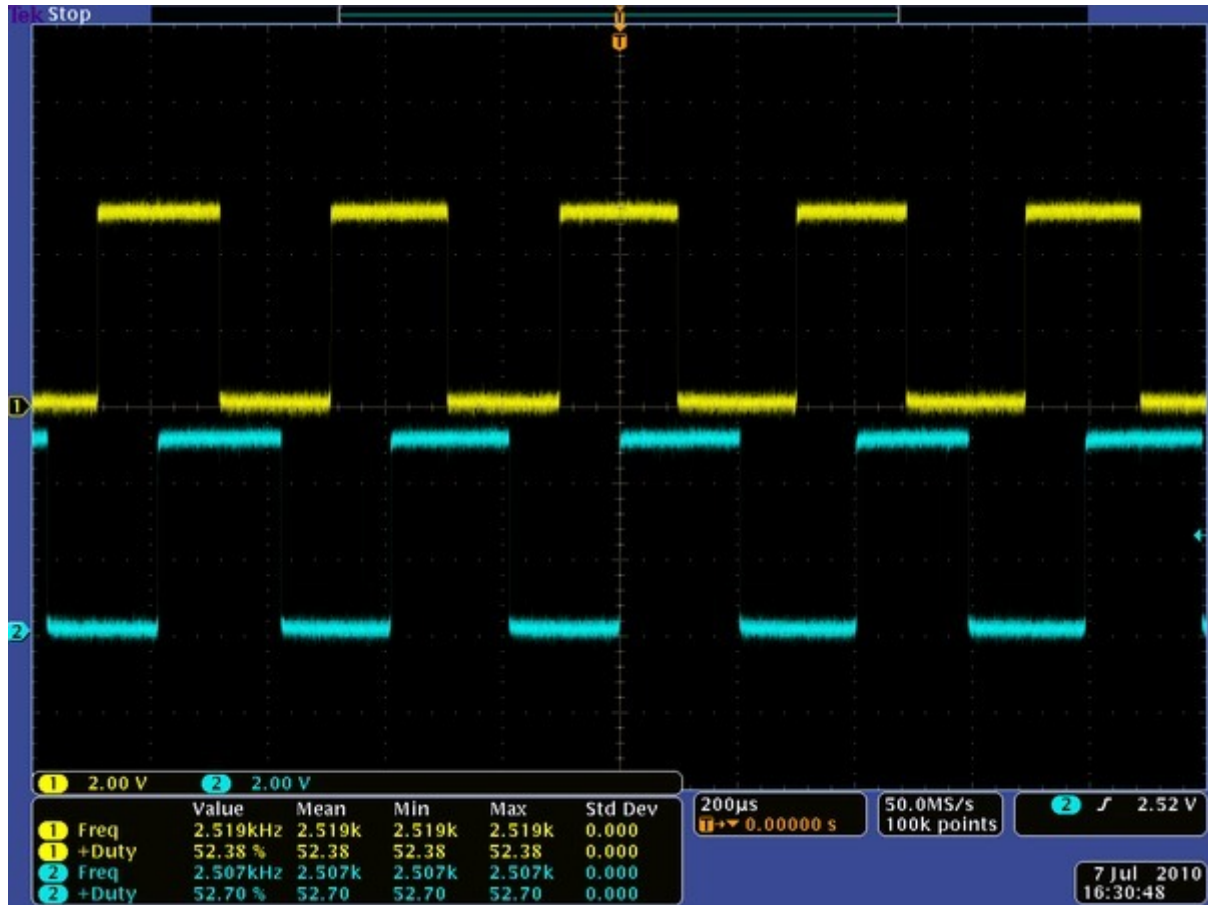 Tek Stop
T
1
2
1 2.00 V 2 2.00 V
Value Mean Min Max Std Dev
1 Freq 2.519kHz 2.519k 2.519k 2.519k 0.000
1 +Duty 52.38 % 52.38 52.38 52.38 0.000
2 Freq 2.507kHz 2.507k 2.507k 2.507k 0.000
2 +Duty 52.70 % 52.70 52.70 52.70 0.000
200µs
T→▼ 0.00000 s
50.0MS/s
100k points
2 ʃ 2.52 V
7 Jul 2010
16:30:48